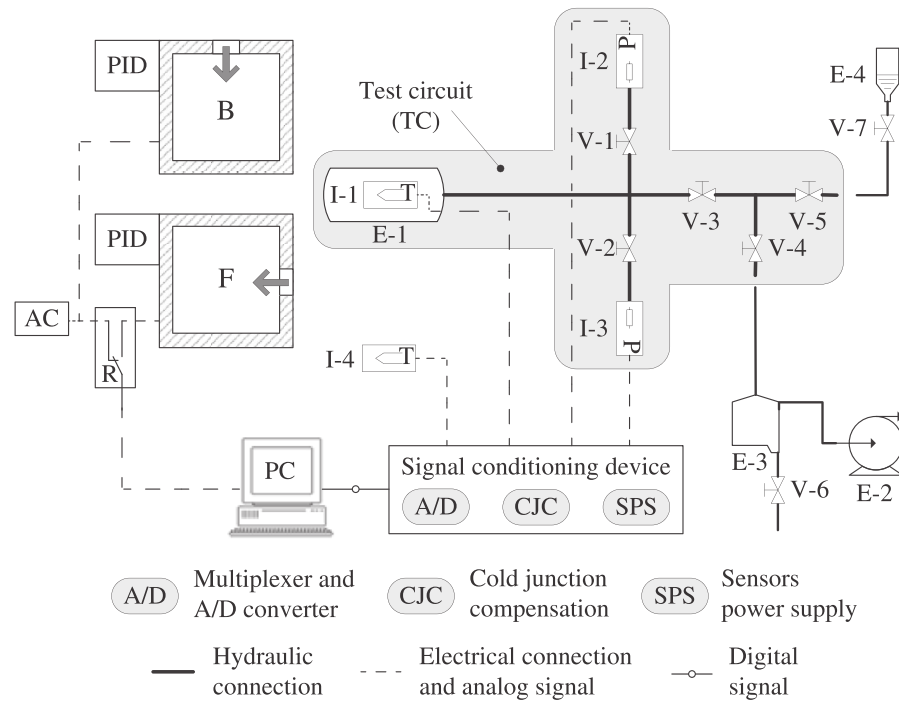 PID
B
Test circuit
(TC)
P
I-2
V-1
E-4
V-7
I-1
T
E-1
V-3
V-5
V-2
V-4
PID
F
AC
R
I-3
P
I-4
T
PC
Signal conditioning device
A/D
CJC
SPS
E-3
V-6
E-2
A/D
Multiplexer and
A/D converter
CJC
Cold junction
compensation
SPS
Sensors
power supply
Hydraulic
connection
Electrical connection
and analog signal
Digital
signal